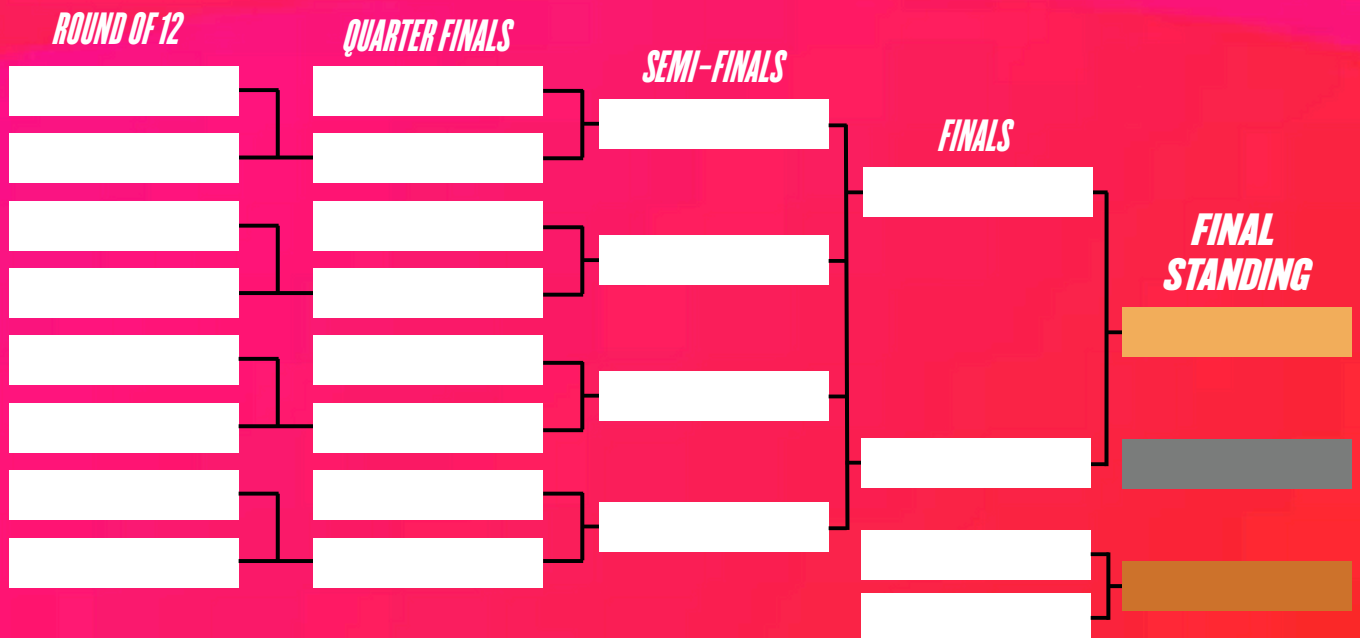 ROUND OF 12
QUARTER FINALS
SEMI-FINALS
FINALS
FINAL
STANDING